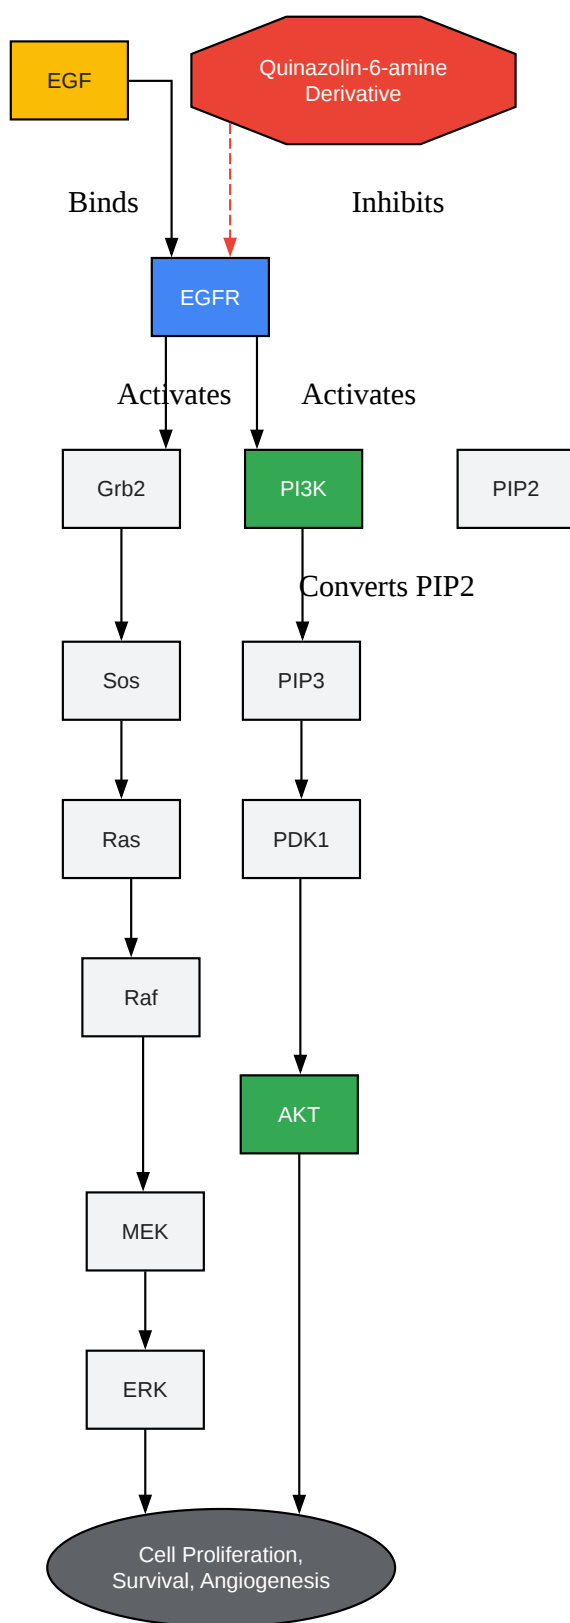 EGF
Quinazolin-6-amine
Derivative
Binds
Inhibits
EGFR
Activates
Activates
Grb2
PI3K
PIP2
Converts PIP2
Sos
PIP3
Ras
PDK1
Raf
AKT
MEK
ERK
Cell Proliferation,
Survival, Angiogenesis